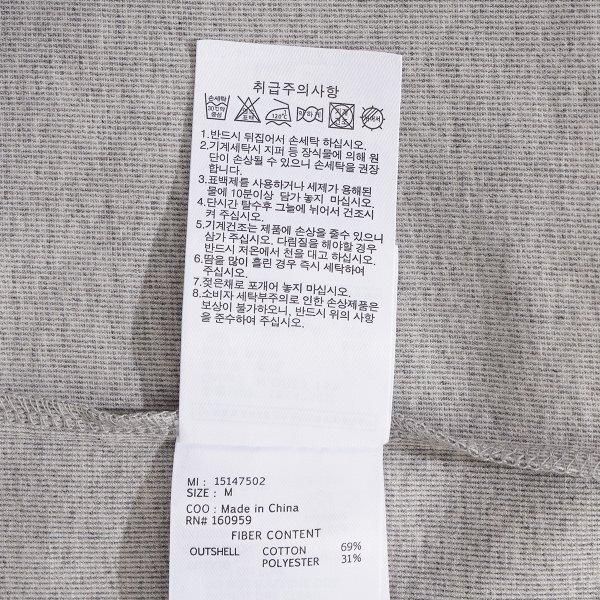 취급주의사항
손세탁 30℃약 중성 120℃
1.반드시 뒤집어서 손세탁 하십시오.
2.기계세탁시 지퍼 등 장식물에 의해 원
단이 손상될 수 있으니 손세탁을 권장
합니다.
3.표백제를 사용하거나 세제가 용해된
물에 10분이상 담가 놓지 마십시오.
4.단시간 탈수후 그늘에 뉘어서 건조시
켜 주십시오.
5.기계건조는 제품에 손상을 줄수 있으니
삼가 주십시오. 다림질을 해야할 경우
반드시 저온에서 천을 대고 하십시오.
6.땀을 많이 흘린 경우 즉시 세탁하여
주십시오.
7.젖은채로 포개어 놓지 마십시오.
8.소비자 세탁부주의로 인한 손상제품은
보상이 불가하오니, 반드시 위의 사항
을 준수하여 주십시오.
MI : 15147502
SIZE : M
COO : Made in China
RN# 160959
FIBER CONTENT
OUTSHELL COTTON 69%
POLYESTER 31%